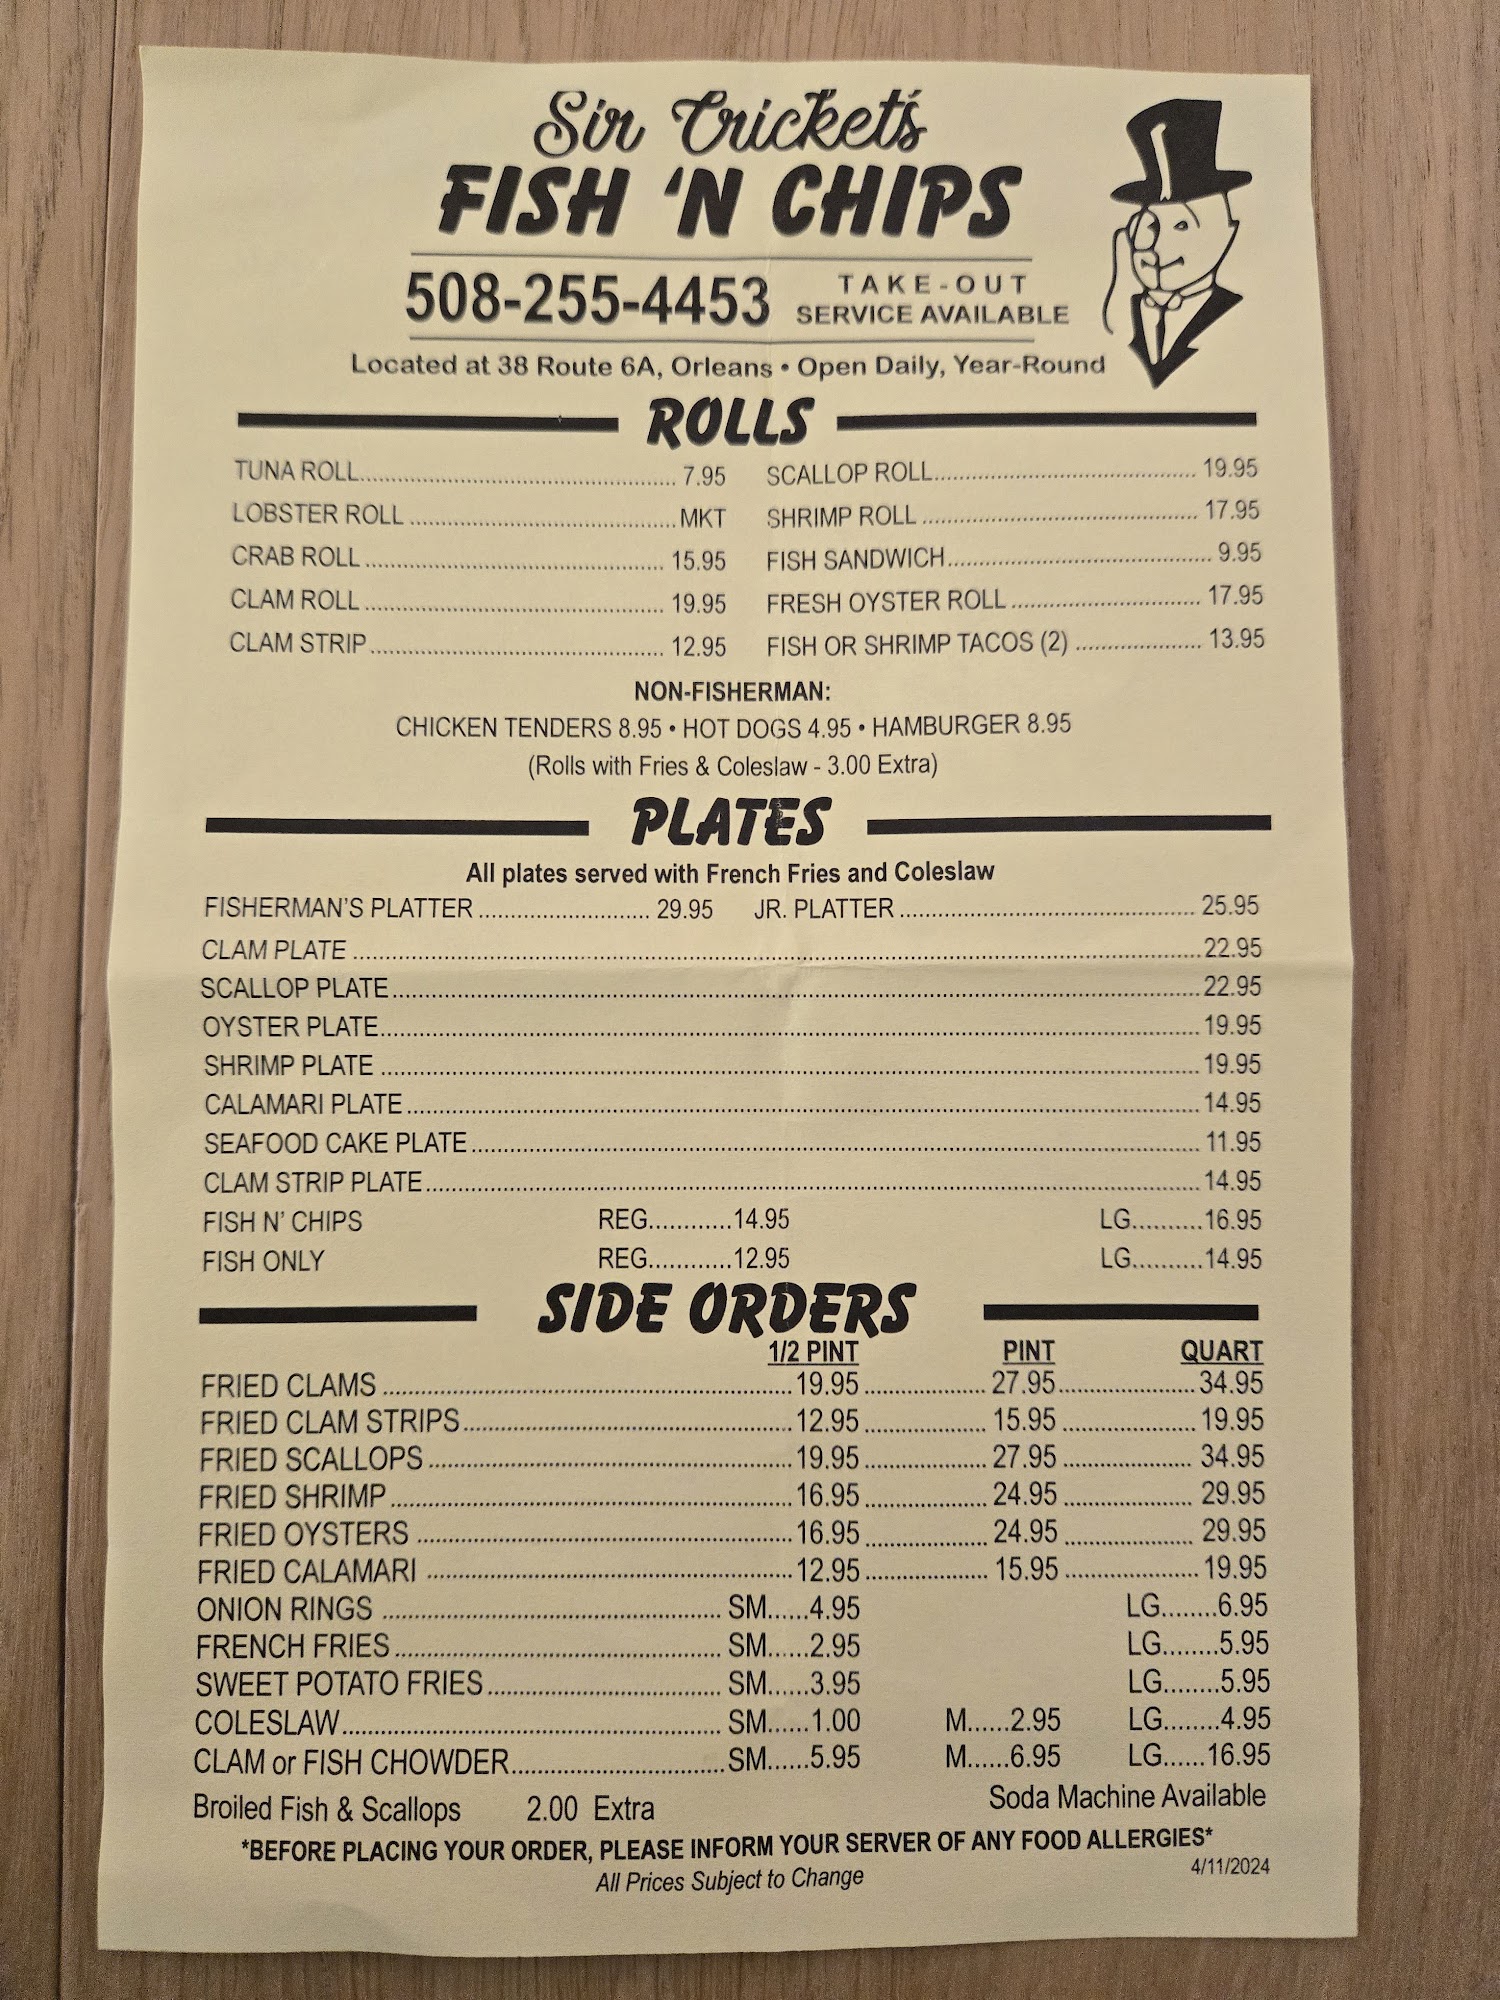 Sir Cricket's
FISH 'N CHIPS
508-255-4453 TAKE-OUT SERVICE AVAILABLE
Located at 38 Route 6A, Orleans • Open Daily, Year-Round
ROLLS
TUNA ROLL 7.95 SCALLOP ROLL 19.95
LOBSTER ROLL MKT SHRIMP ROLL 17.95
CRAB ROLL 15.95 FISH SANDWICH 9.95
CLAM ROLL 19.95 FRESH OYSTER ROLL 17.95
CLAM STRIP 12.95 FISH OR SHRIMP TACOS (2) 13.95
NON-FISHERMAN:
CHICKEN TENDERS 8.95 • HOT DOGS 4.95 • HAMBURGER 8.95
(Rolls with Fries & Coleslaw - 3.00 Extra)
PLATES
All plates served with French Fries and Coleslaw
FISHERMAN'S PLATTER 29.95 JR. PLATTER 25.95
CLAM PLATE 22.95
SCALLOP PLATE 22.95
OYSTER PLATE 19.95
SHRIMP PLATE 19.95
CALAMARI PLATE 14.95
SEAFOOD CAKE PLATE 11.95
CLAM STRIP PLATE 14.95
FISH N' CHIPS REG 14.95 LG 16.95
FISH ONLY REG 12.95 LG 14.95
SIDE ORDERS
1/2 PINT PINT QUART
FRIED CLAMS 19.95 27.95 34.95
FRIED CLAM STRIPS 12.95 15.95 19.95
FRIED SCALLOPS 19.95 27.95 34.95
FRIED SHRIMP 16.95 24.95 29.95
FRIED OYSTERS 16.95 24.95 29.95
FRIED CALAMARI 12.95 15.95 19.95
ONION RINGS SM 4.95 LG 6.95
FRENCH FRIES SM 2.95 LG 5.95
SWEET POTATO FRIES SM 3.95 LG 5.95
COLESLAW SM 1.00 M 2.95 LG 4.95
CLAM or FISH CHOWDER SM 5.95 M 6.95 LG 16.95
Broiled Fish & Scallops 2.00 Extra Soda Machine Available
*BEFORE PLACING YOUR ORDER, PLEASE INFORM YOUR SERVER OF ANY FOOD ALLERGIES*
All Prices Subject to Change 4/11/2024